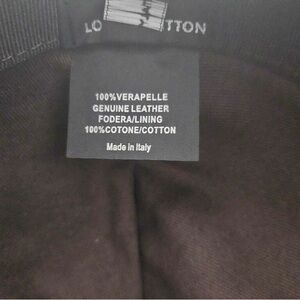 LO TTON
100%VERAPELLE
GENUINE LEATHER
FODERA/LINING
100%COTONE/COTTON
Made in Italy